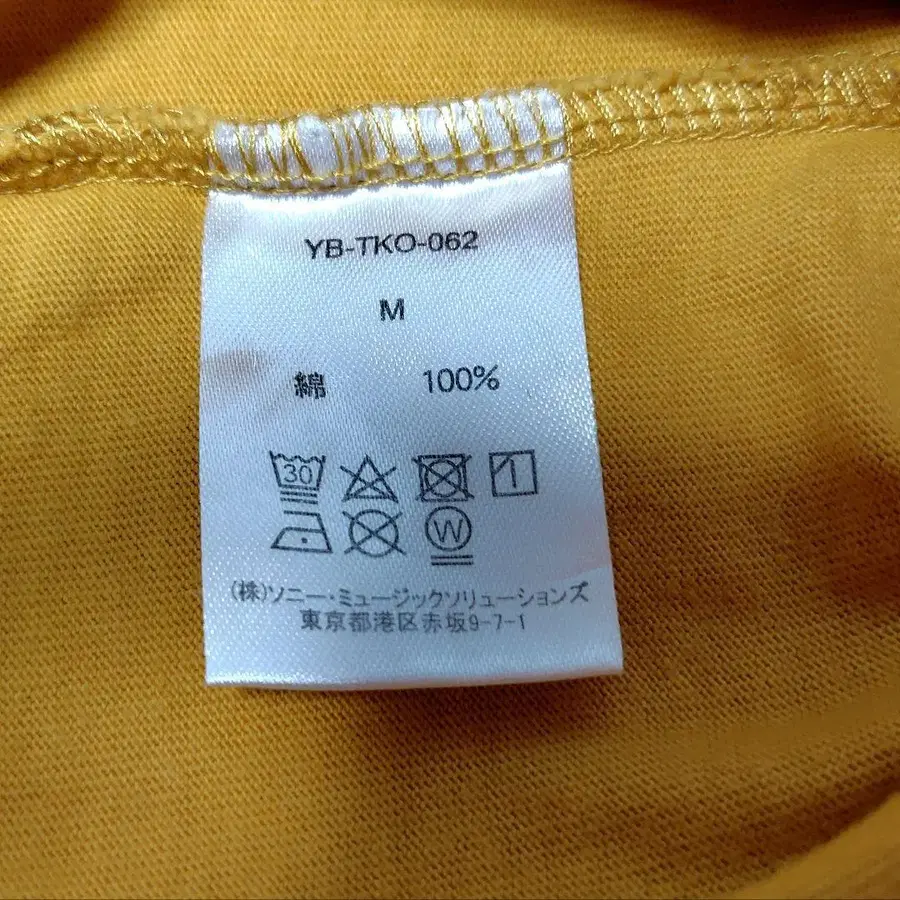 YB-TKO-062
M
綿 100%
30
W
(株)ソニー・ミュージックソリューションズ
東京都港区赤坂9-7-1